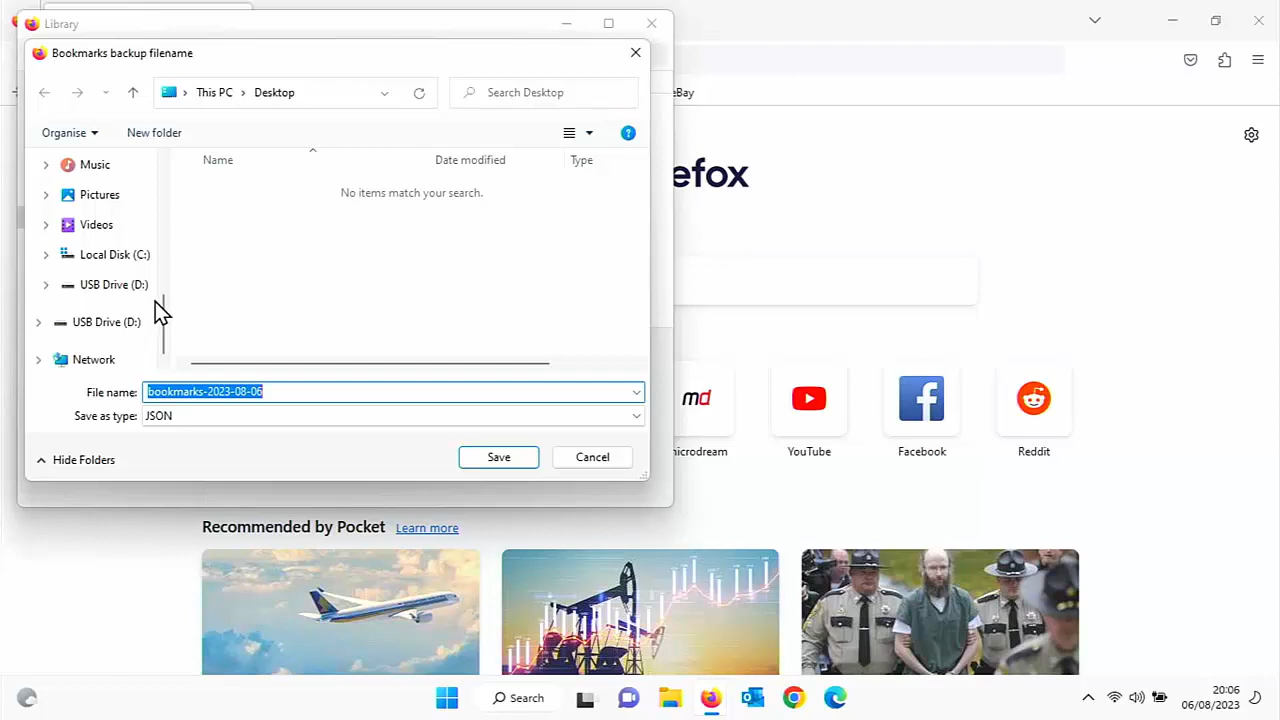 Library
Bookmarks backup filename
This PC
Desktop
Search Desktop
eBay
Organise
New folder
Name
Date modified
Type
No items match your search.
Music
Pictures
Videos
Local Disk (C:)
USB Drive (D:)
USB Drive (D:)
Network
efox
File name:
bookmarks-2023-08-06
Save as type:
JSON
Hide Folders
Save
Cancel
md
microdream
YouTube
Facebook
Reddit
Recommended by Pocket
Learn more
Search
20:06
06/08/2023